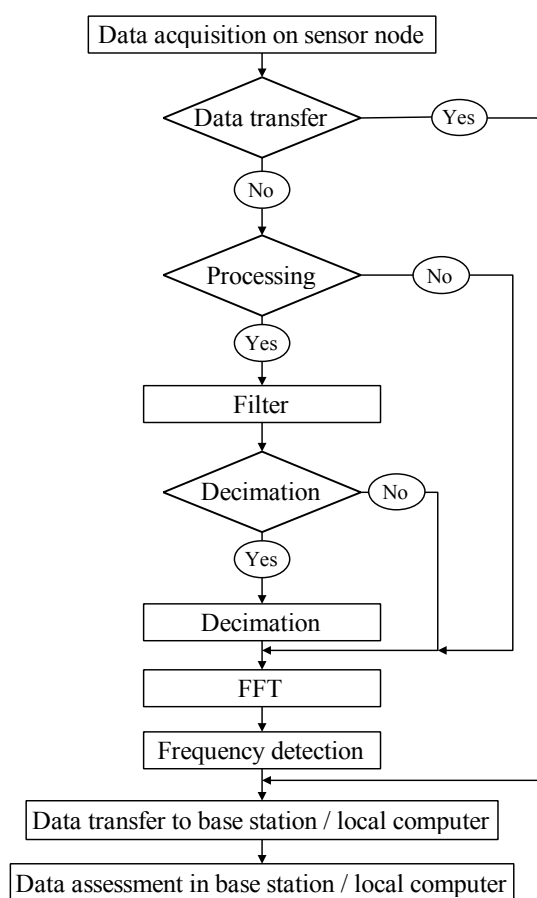 Data acquisition on sensor node
Data transfer
Yes
No
Processing
No
Yes
Filter
Decimation
No
Yes
Decimation
FFT
Frequency detection
Data transfer to base station / local computer
Data assessment in base station / local computer